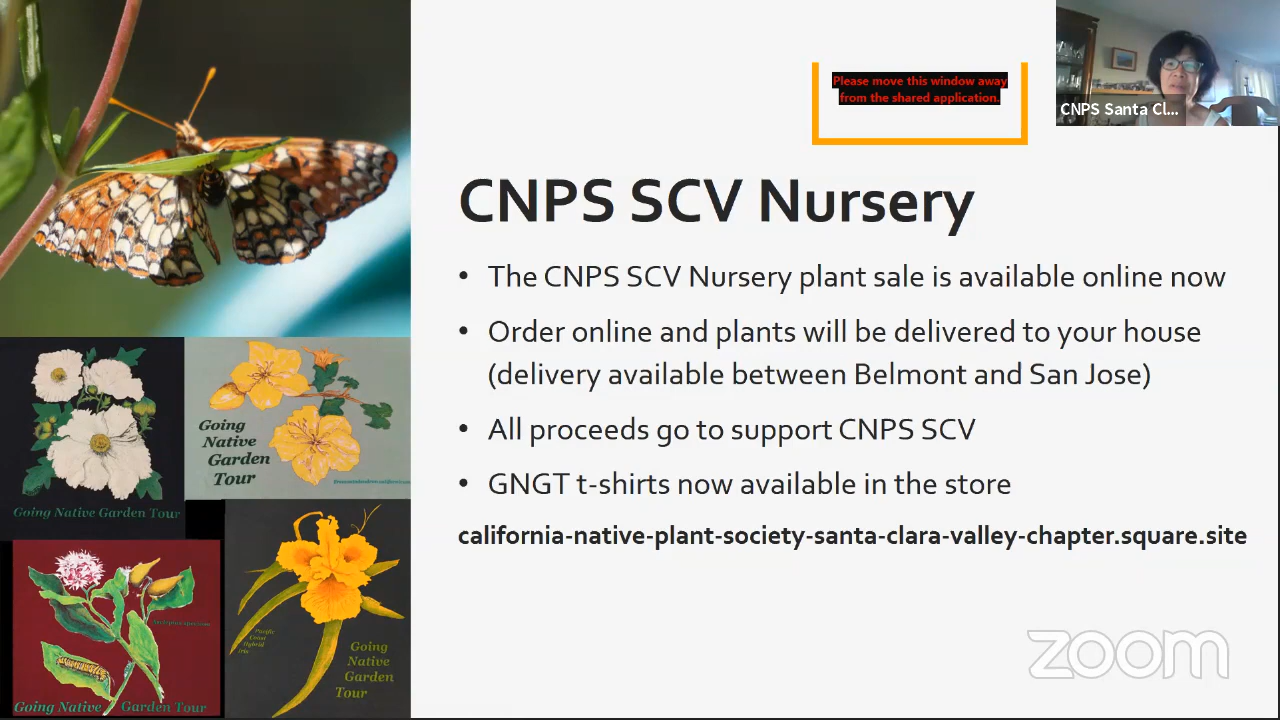 Please move this window away
from the shared application.
CNPS Santa Cl...
CNPS SCV Nursery
• The CNPS SCV Nursery plant sale is available online now
• Order online and plants will be delivered to your house
(delivery available between Belmont and San Jose)
• All proceeds go to support CNPS SCV
• GNGT t-shirts now available in the store
california-native-plant-society-santa-clara-valley-chapter.square.site
Going Native Garden Tour
Going
Native
Garden
Tour
Going Native Garden Tour
Pacific
Coast
Hybrid
Iris
Going
Native
Garden
Tour
zoom